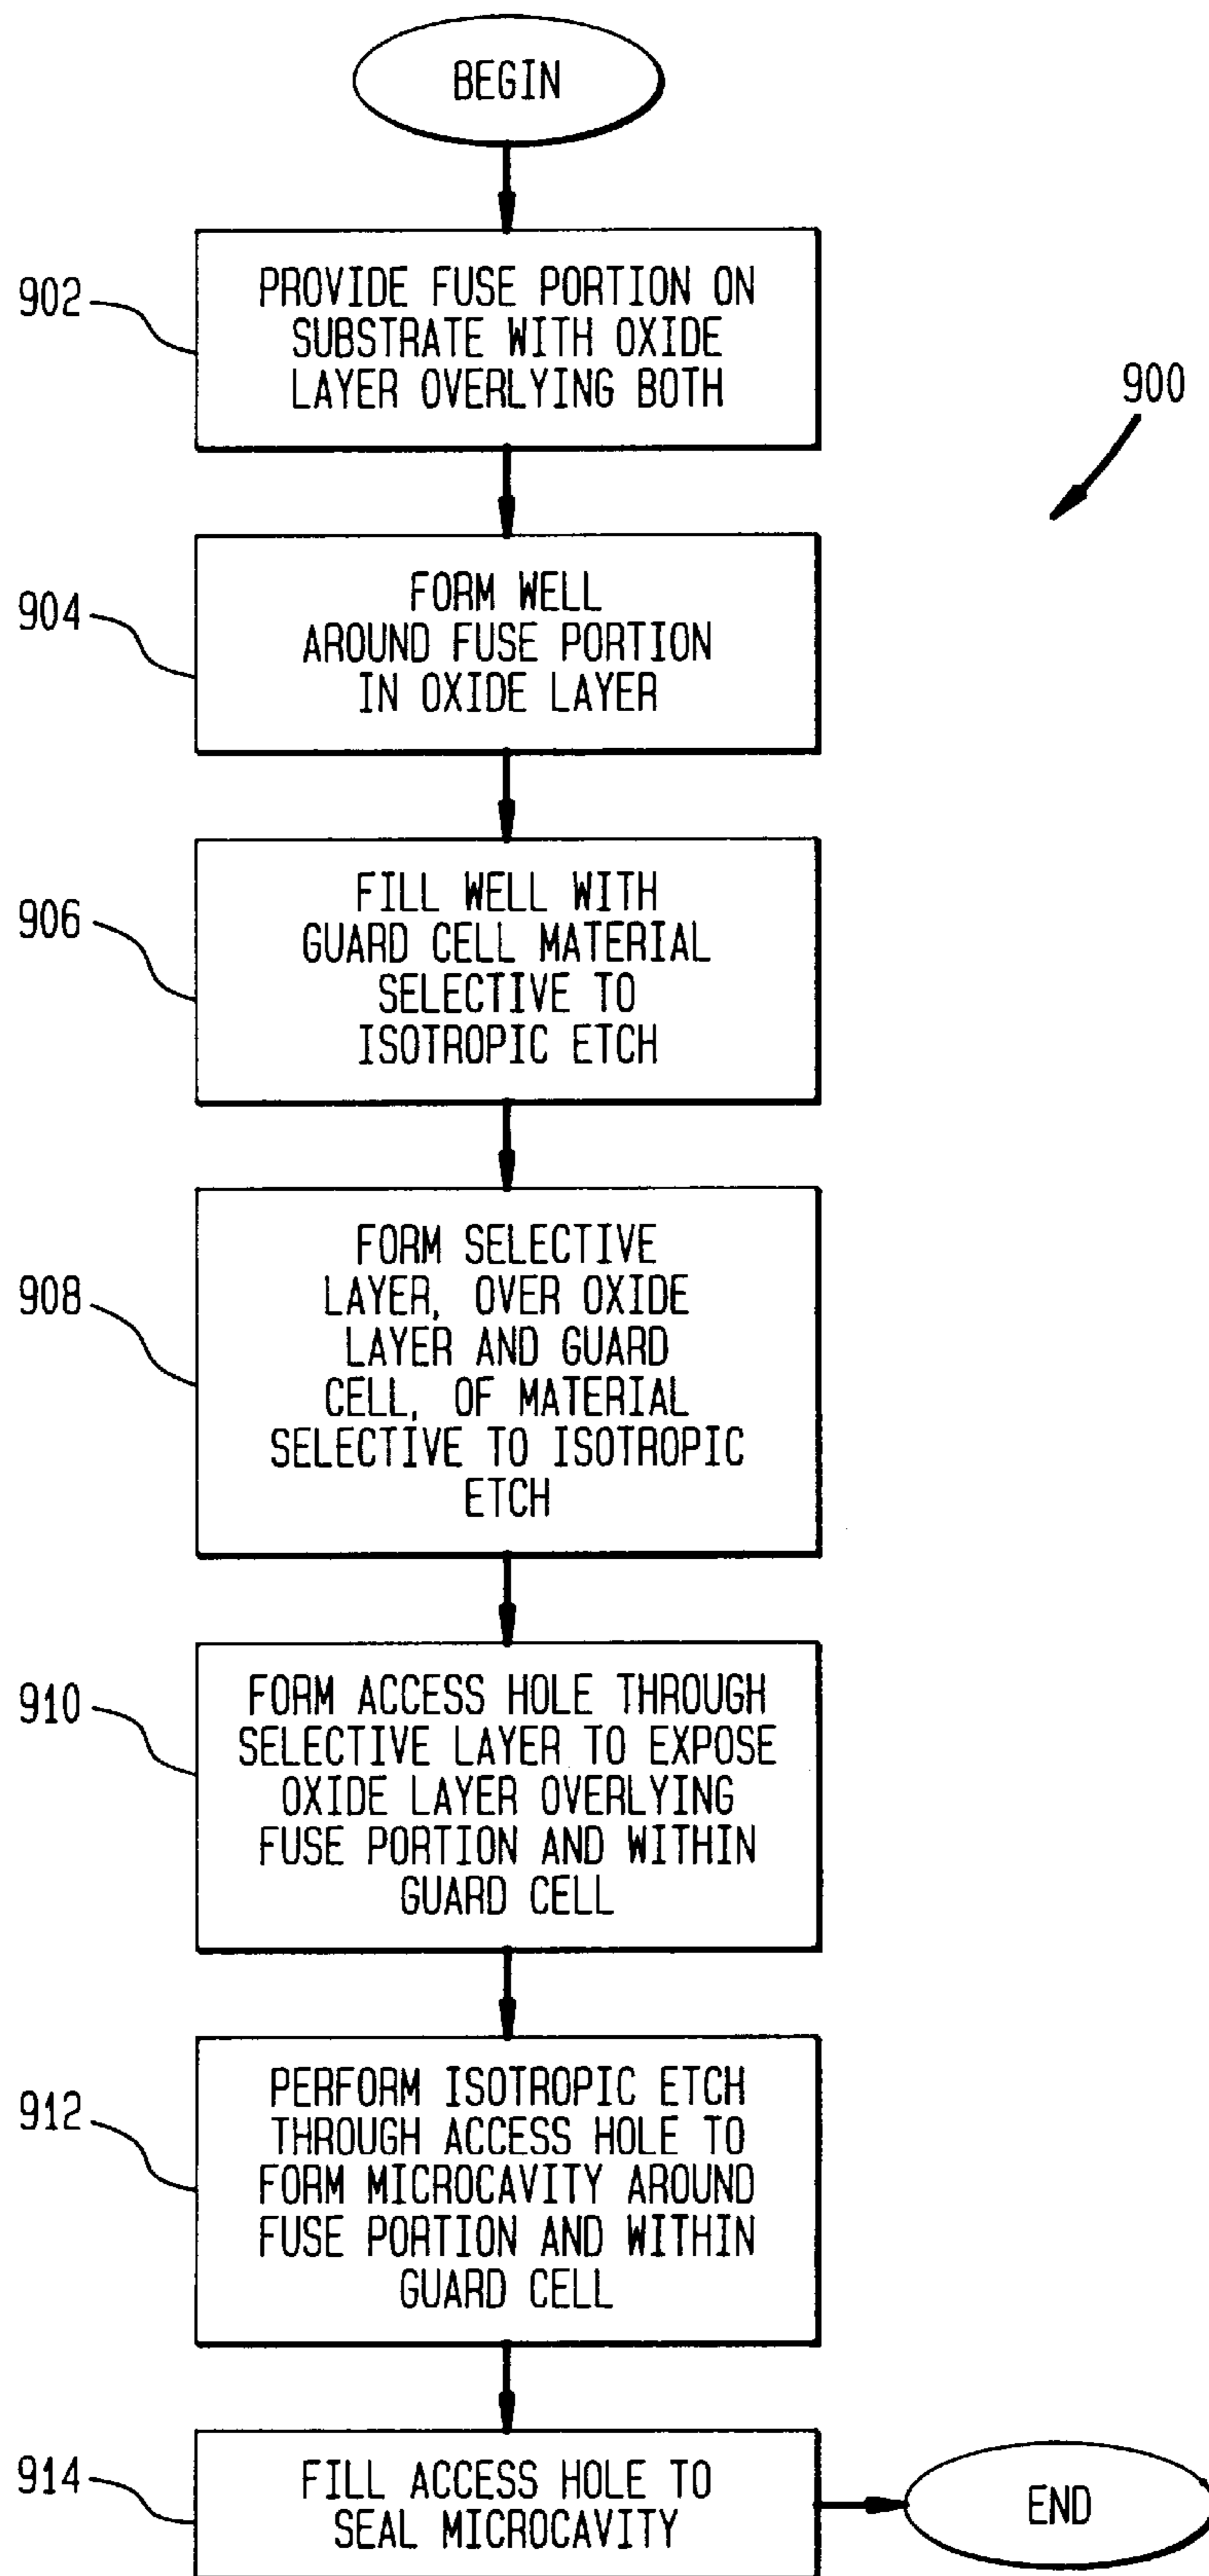 BEGIN
902
PROVIDE FUSE PORTION ON
SUBSTRATE WITH OXIDE
LAYER OVERLYING BOTH
900
904
FORM WELL
AROUND FUSE PORTION
IN OXIDE LAYER
906
FILL WELL WITH
GUARD CELL MATERIAL
SELECTIVE TO
ISOTROPIC ETCH
908
FORM SELECTIVE
LAYER, OVER OXIDE
LAYER AND GUARD
CELL, OF MATERIAL
SELECTIVE TO ISOTROPIC
ETCH
910
FORM ACCESS HOLE THROUGH
SELECTIVE LAYER TO EXPOSE
OXIDE LAYER OVERLYING
FUSE PORTION AND WITHIN
GUARD CELL
912
PERFORM ISOTROPIC ETCH
THROUGH ACCESS HOLE TO
FORM MICROCAVITY AROUND
FUSE PORTION AND WITHIN
GUARD CELL
914
FILL ACCESS HOLE TO
SEAL MICROCAVITY
END